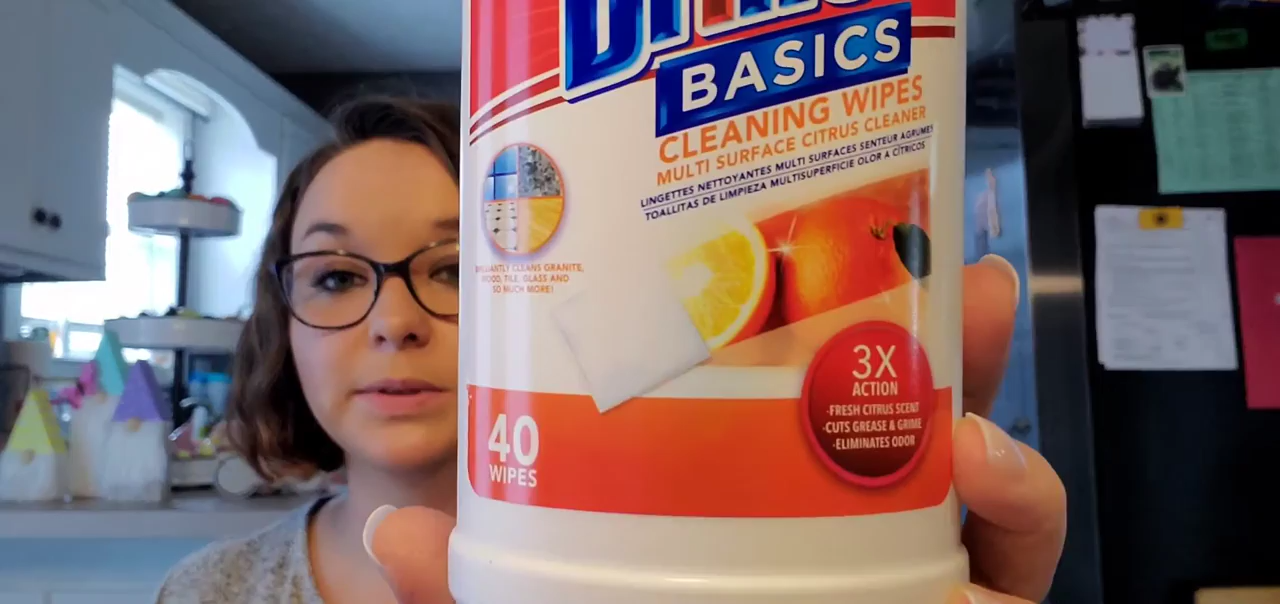 BASICS
CLEANING WIPES
MULTI SURFACE CITRUS CLEANER
LINGETTES NETTOYANTES MULTI SURFACES SENTEUR AGRUMES
TOALLITAS DE LIMPIEZA MULTISUPERFICIE OLOR A CÍTRICOS
BRILLIANTLY CLEANS GRANITE,
WOOD, TILE, GLASS AND
SO MUCH MORE!
3X
ACTION
-FRESH CITRUS SCENT
-CUTS GREASE & GRIME
-ELIMINATES ODOR
40
WIPES